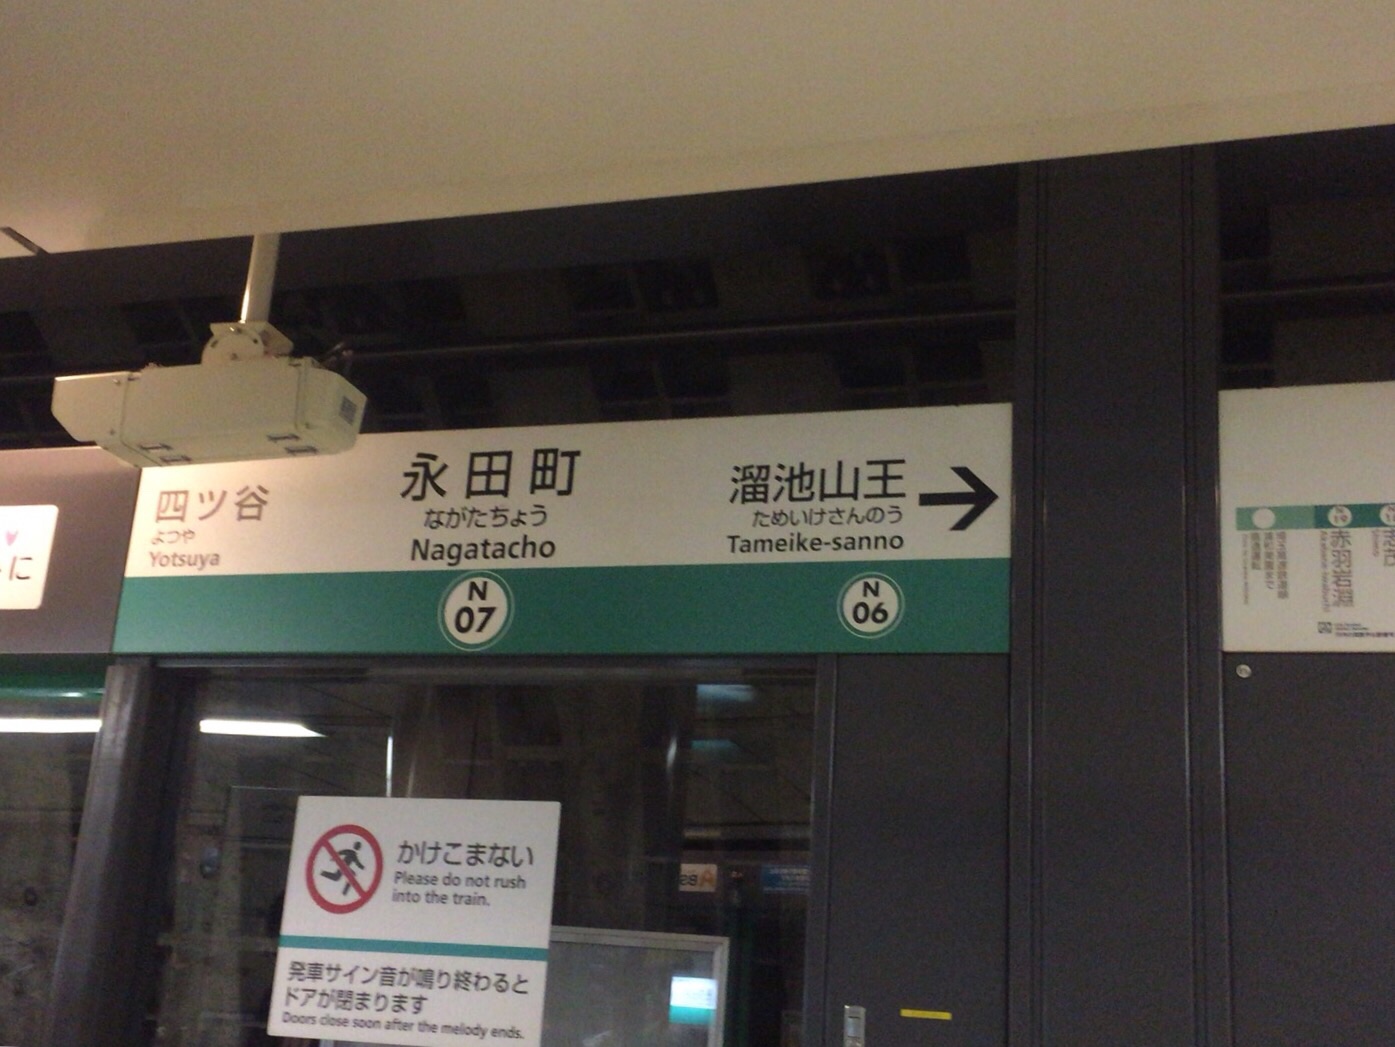 に
四ツ谷
よつや
Yotsuya
永田町
ながたちょう
Nagatacho
N
07
溜池山王
ためいけさんのう
Tameike-sanno
N
06
N
19
赤羽岩淵
かけこまない
Please do not rush
into the train.
発車サイン音が鳴り終わると
ドアが閉まります
Doors close soon after the melody ends.